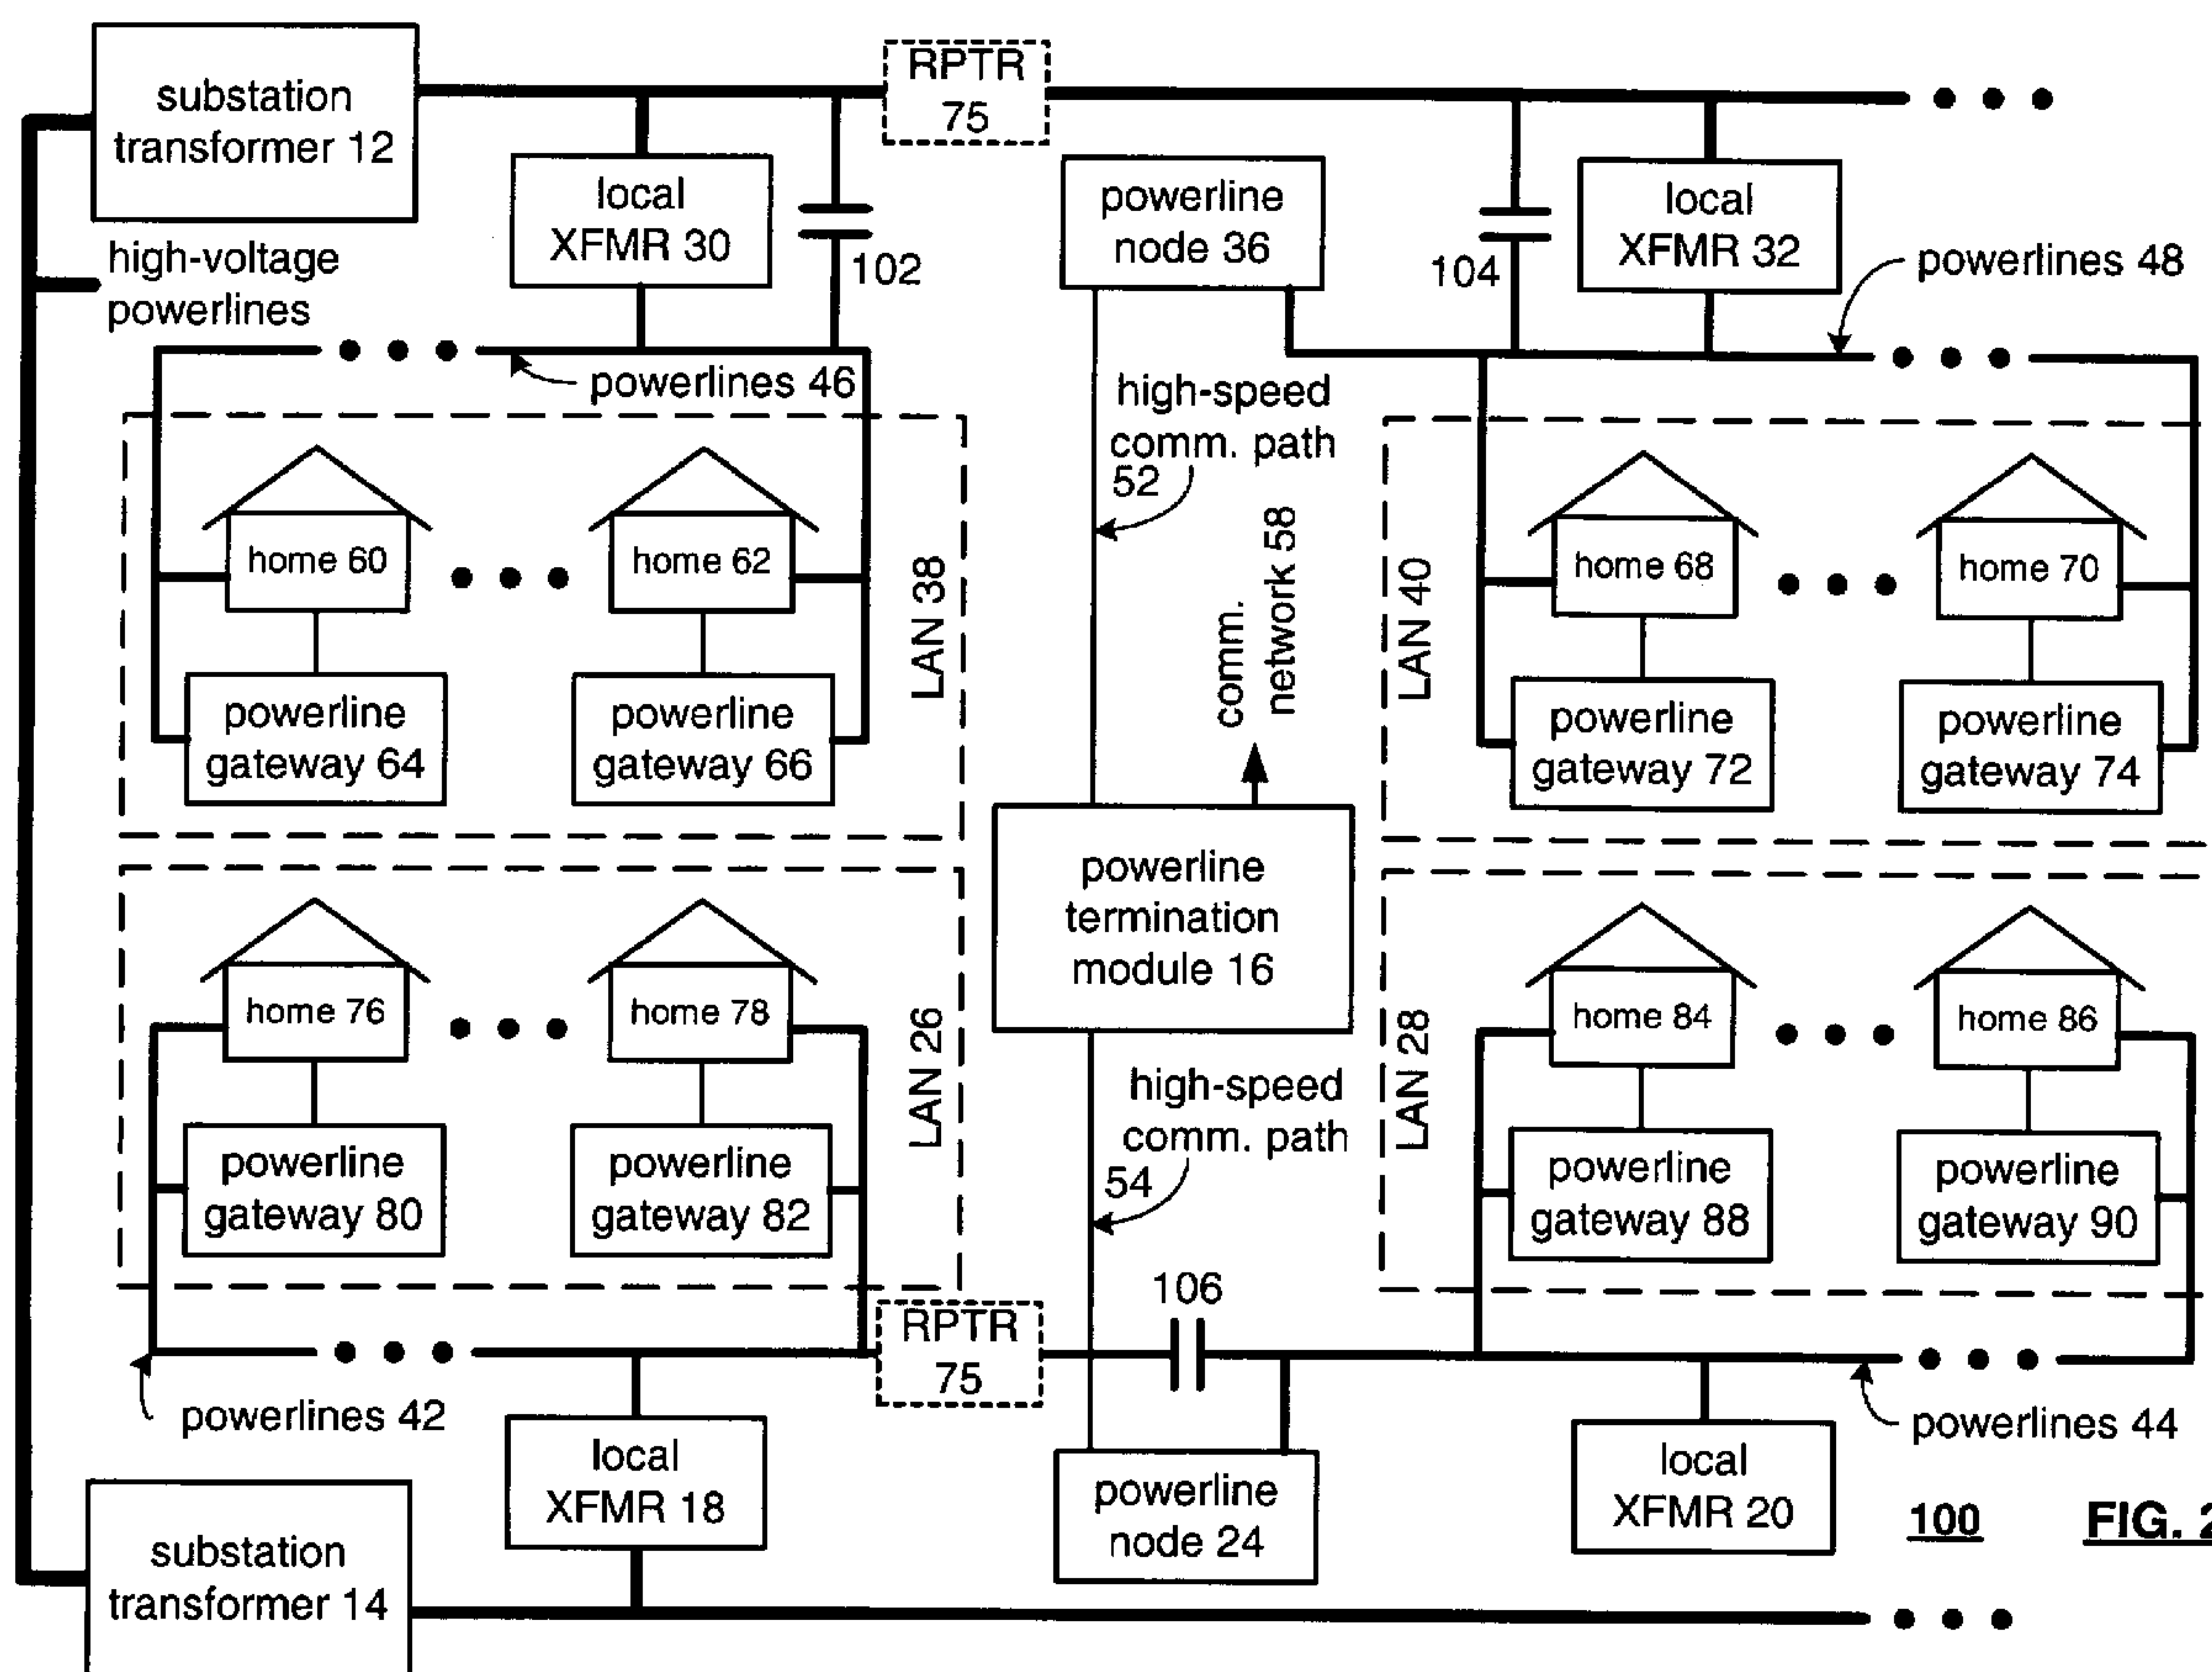 RPTR
75
substation
transformer 12
local
XFMR 30
102
powerline
node 36
104
local
XFMR 32
powerlines 48
high-voltage
powerlines
powerlines 46
high-speed
comm. path
52
comm.
network 58
home 60
home 62
LAN 38
LAN 40
home 68
home 70
powerline
gateway 64
powerline
gateway 66
powerline
gateway 72
powerline
gateway 74
powerline
termination
module 16
home 76
home 78
LAN 26
LAN 28
home 84
home 86
high-speed
comm. path
54
powerline
gateway 80
powerline
gateway 82
powerline
gateway 88
powerline
gateway 90
106
RPTR
75
powerlines 42
powerlines 44
local
XFMR 18
powerline
node 24
local
XFMR 20
100
FIG. 2
substation
transformer 14